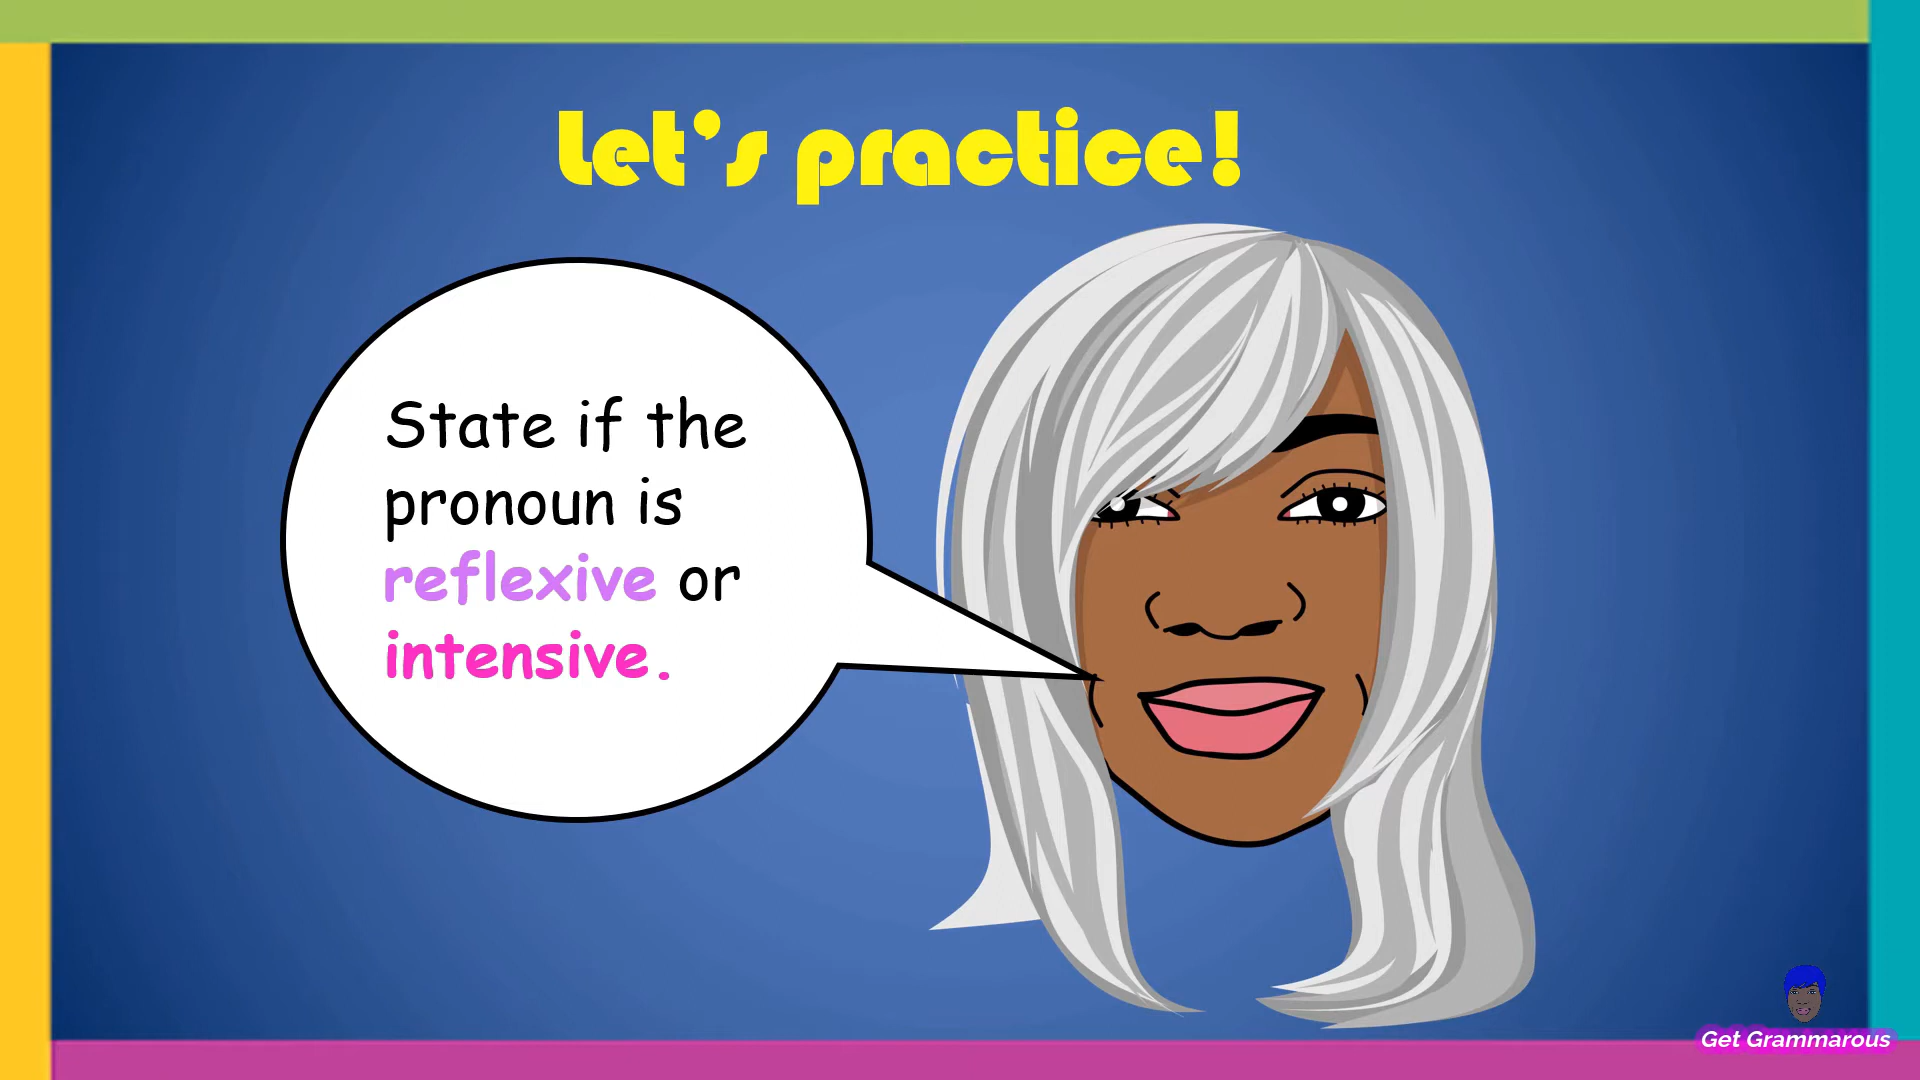 Let's practice!
State if the
pronoun is
reflexive or
intensive.
Get Grammarous